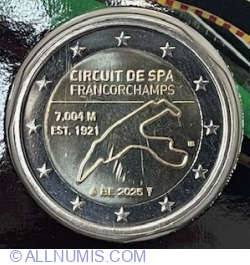 CIRCUIT DE SPA
FRANCORCHAMPS
7.004 M
EST. 1921
BE 2025
© ALLNUMIS.COM